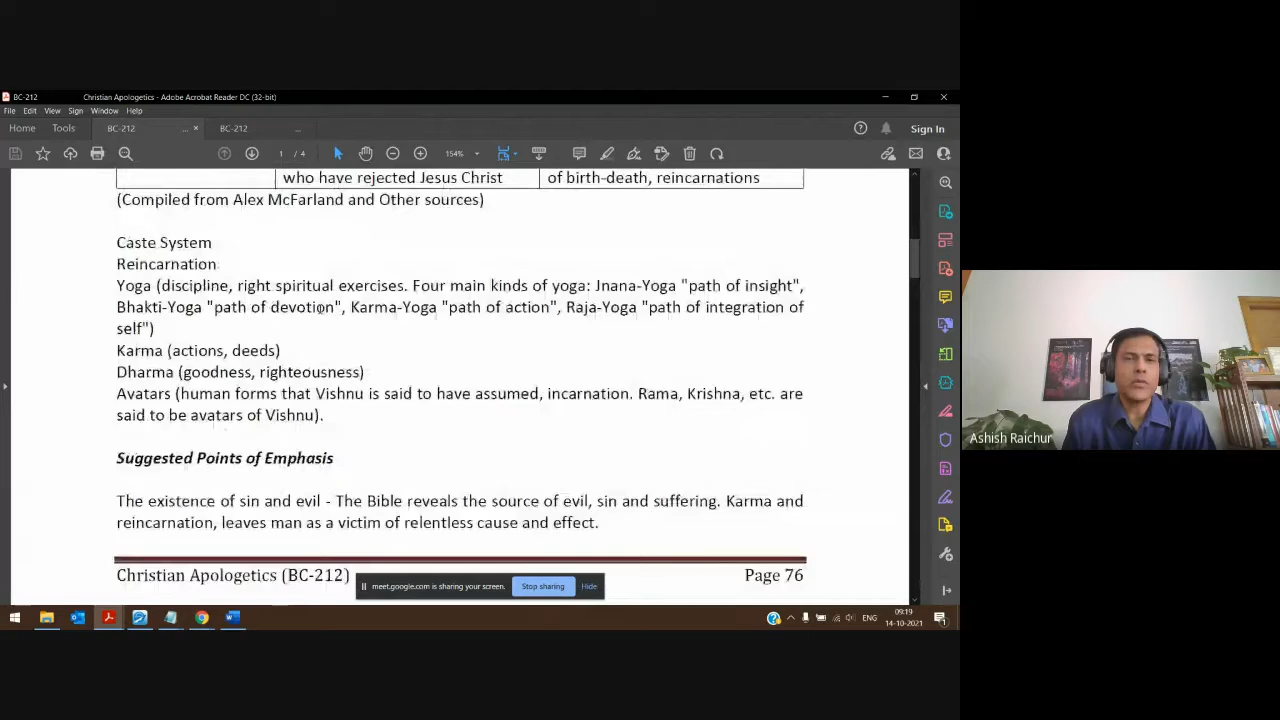 BC-212 Christian Apologetics - Adobe Acrobat Reader DC (32-bit)
File Edit View Sign Window Help
Home Tools BC-212 ... × BC-212 ... Sign In
1 / 4 154%
who have rejected Jesus Christ of birth-death, reincarnations
(Compiled from Alex McFarland and Other sources)
Caste System
Reincarnation
Yoga (discipline, right spiritual exercises. Four main kinds of yoga: Jnana-Yoga "path of insight",
Bhakti-Yoga "path of devotion", Karma-Yoga "path of action", Raja-Yoga "path of integration of
self")
Karma (actions, deeds)
Dharma (goodness, righteousness)
Avatars (human forms that Vishnu is said to have assumed, incarnation. Rama, Krishna, etc. are
said to be avatars of Vishnu).
Suggested Points of Emphasis
The existence of sin and evil - The Bible reveals the source of evil, sin and suffering. Karma and
reincarnation, leaves man as a victim of relentless cause and effect.
Christian Apologetics (BC-212) Page 76
meet.google.com is sharing your screen. Stop sharing Hide
ENG 09:19
14-10-2021
Ashish Raichur